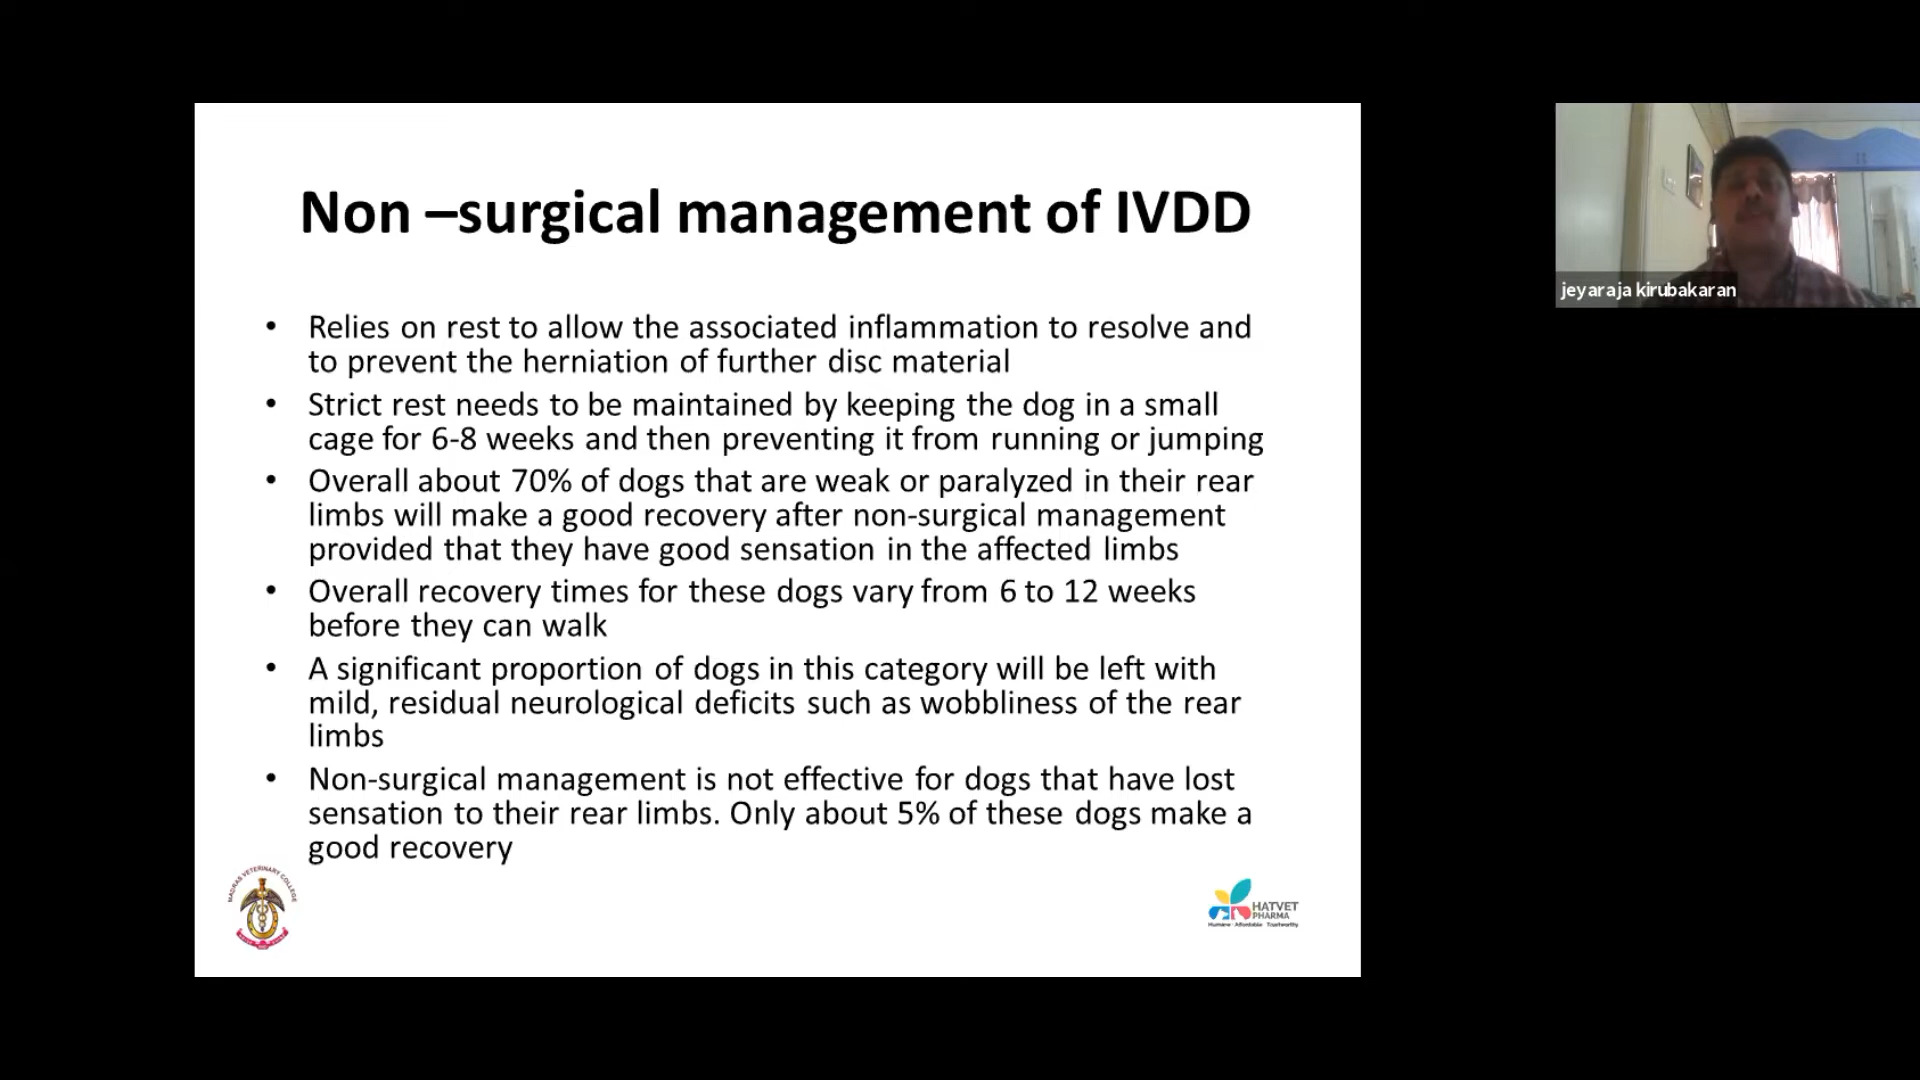 Non –surgical management of IVDD
• Relies on rest to allow the associated inflammation to resolve and
to prevent the herniation of further disc material
• Strict rest needs to be maintained by keeping the dog in a small
cage for 6-8 weeks and then preventing it from running or jumping
• Overall about 70% of dogs that are weak or paralyzed in their rear
limbs will make a good recovery after non-surgical management
provided that they have good sensation in the affected limbs
• Overall recovery times for these dogs vary from 6 to 12 weeks
before they can walk
• A significant proportion of dogs in this category will be left with
mild, residual neurological deficits such as wobbliness of the rear
limbs
• Non-surgical management is not effective for dogs that have lost
sensation to their rear limbs. Only about 5% of these dogs make a
good recovery
MADRAS VETERINARY COLLEGE
HATVET
PHARMA
Humane · Affordable · Trustworthy
jeyaraja kirubakaran